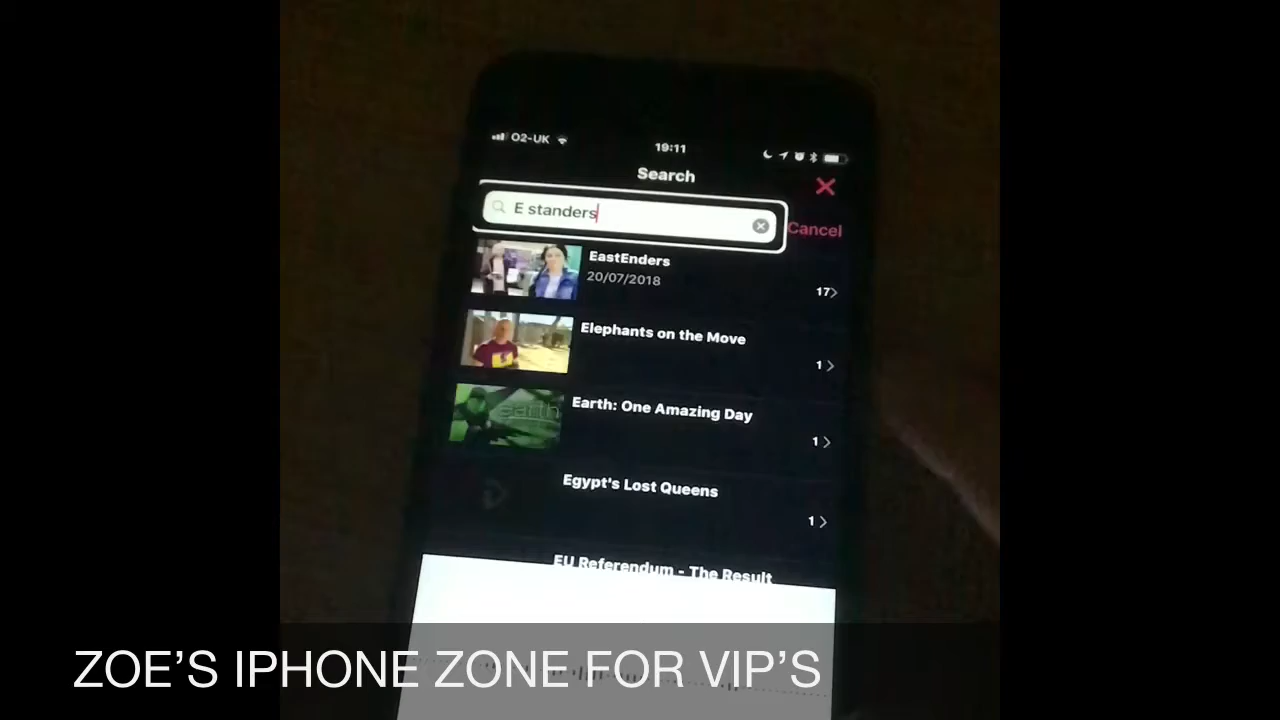 O2-UK
19:11
Search
E standers
Cancel
EastEnders
20/07/2018
17
Elephants on the Move
1
earth
Earth: One Amazing Day
1
Egypt's Lost Queens
1
EU Referendum - The Result
ZOE’S IPHONE ZONE FOR VIP’S